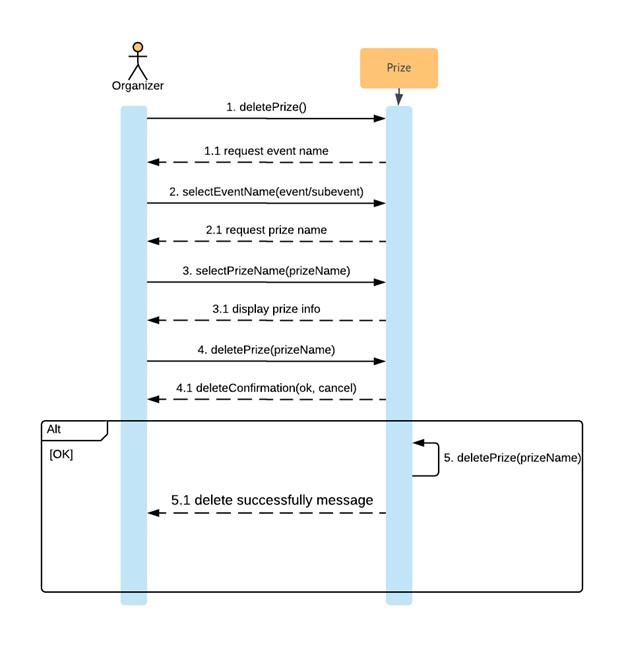 Organizer
Prize
1. deletePrize()
1.1 request event name
2. selectEventName(event/subevent)
2.1 request prize name
3. selectPrizeName(prizeName)
3.1 display prize info
4. deletePrize(prizeName)
4.1 deleteConfirmation(ok, cancel)
Alt
[OK]
5. deletePrize(prizeName)
5.1 delete successfully message